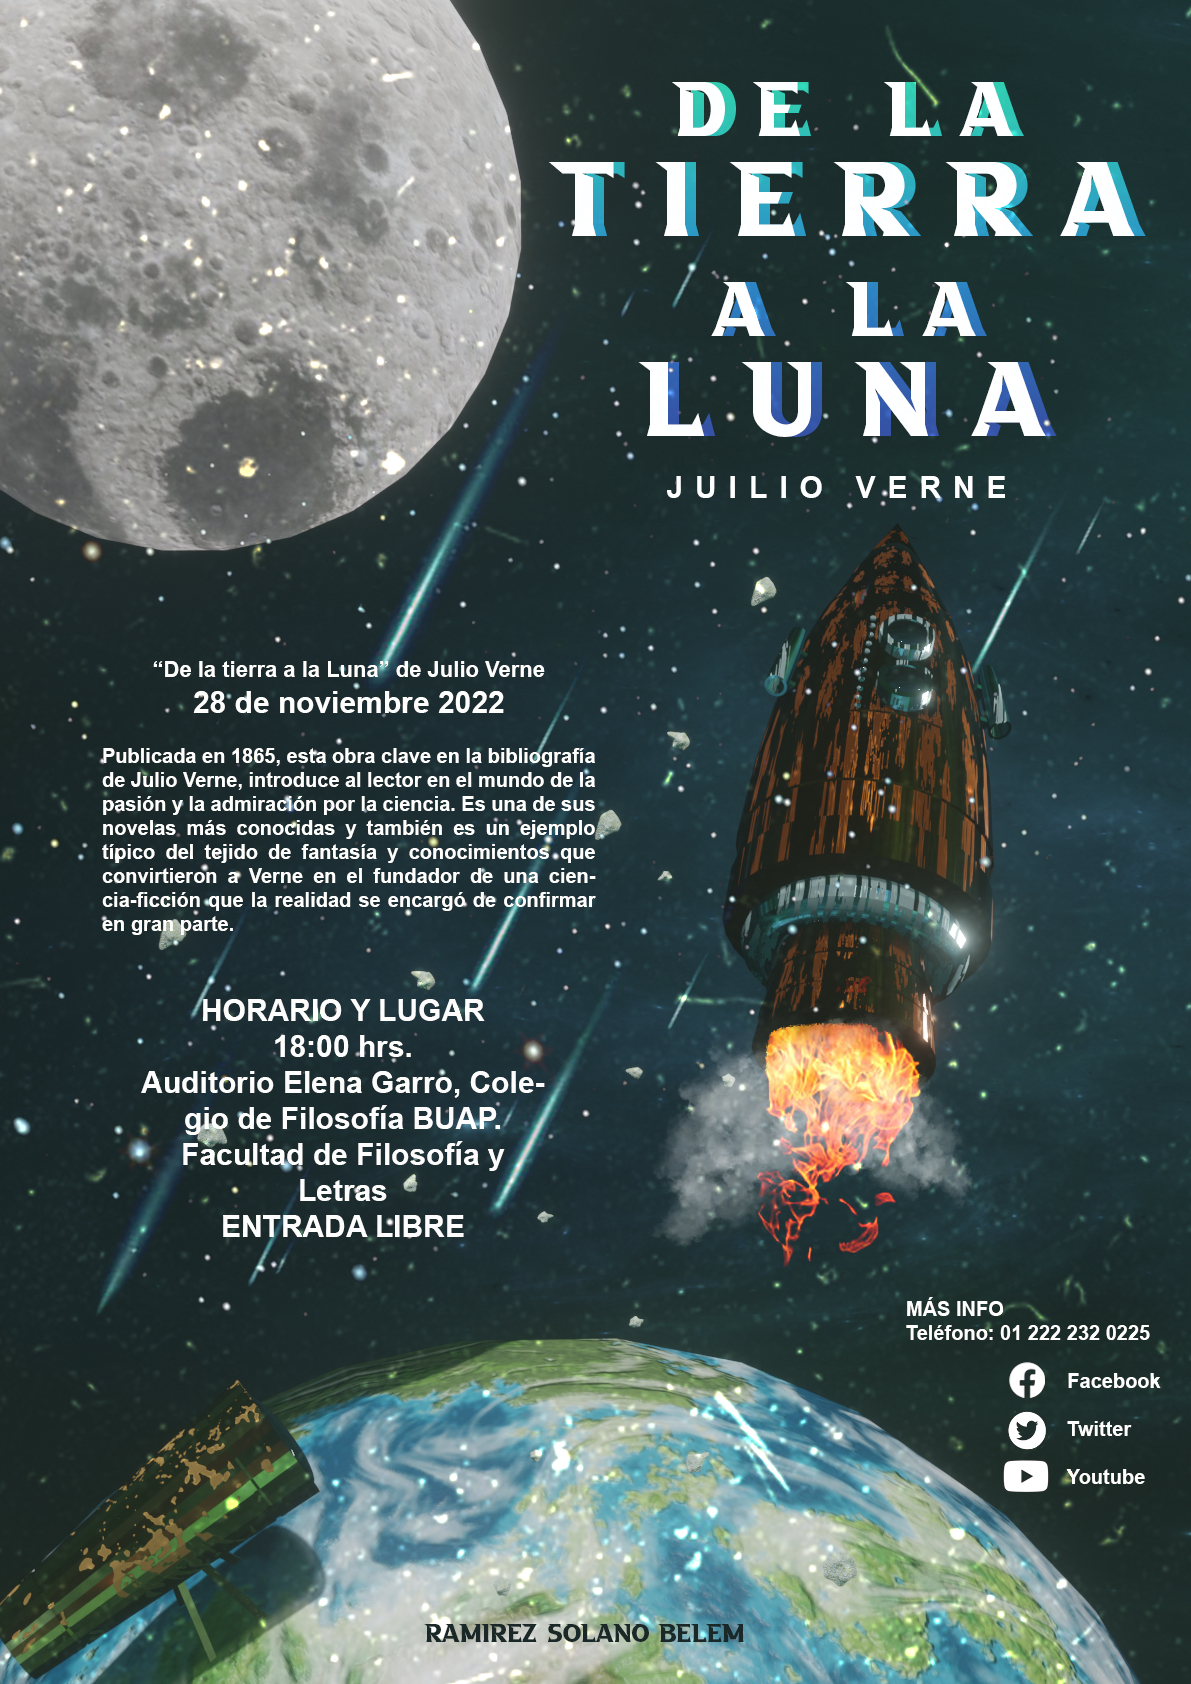 DE LA
TIERRA
A LA
LUNA
JUILIO VERNE
“De la tierra a la Luna” de Julio Verne
28 de noviembre 2022
Publicada en 1865, esta obra clave en la bibliografía
de Julio Verne, introduce al lector en el mundo de la
pasión y la admiración por la ciencia. Es una de sus
novelas más conocidas y también es un ejemplo
típico del tejido de fantasía y conocimientos que
convirtieron a Verne en el fundador de una cien-
cia-ficción que la realidad se encargó de confirmar
en gran parte.
HORARIO Y LUGAR
18:00 hrs.
Auditorio Elena Garro, Cole-
gio de Filosofía BUAP.
Facultad de Filosofía y
Letras
ENTRADA LIBRE
MÁS INFO
Teléfono: 01 222 232 0225
Facebook
Twitter
Youtube
RAMIREZ SOLANO BELEM